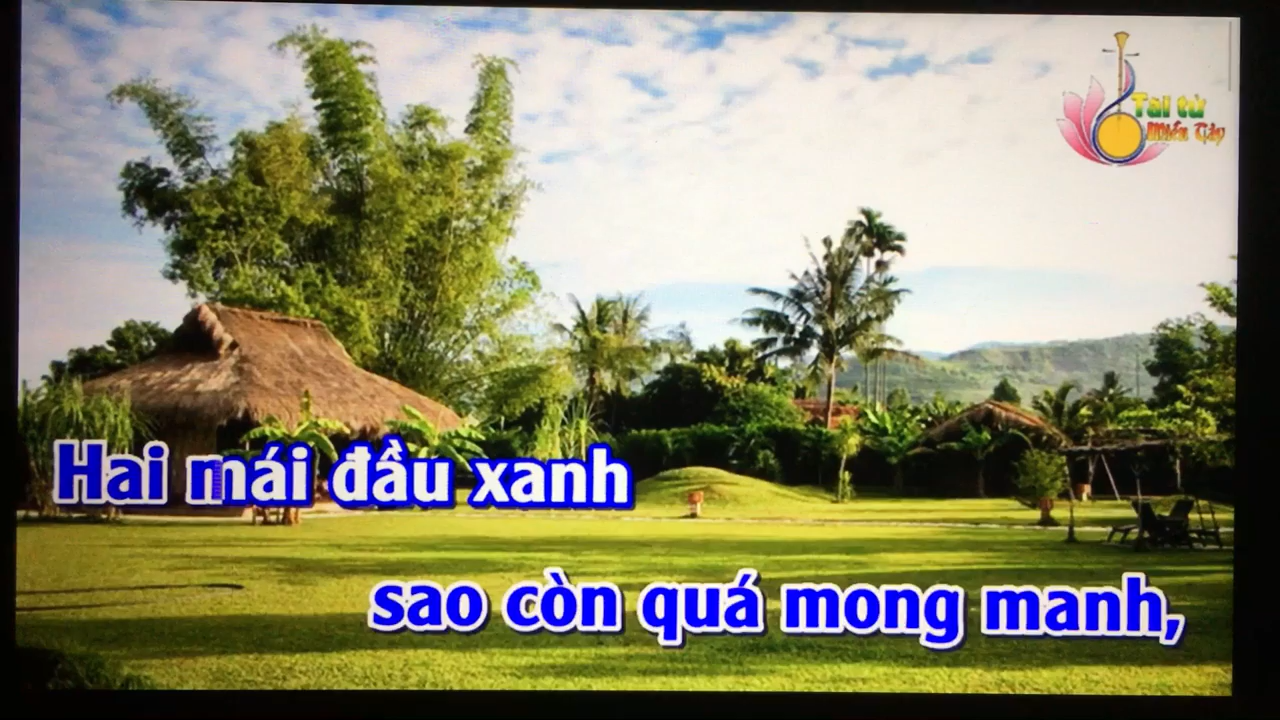 Tài tử
Miền Tây
Hai mái đầu xanh
sao còn quá mong manh,